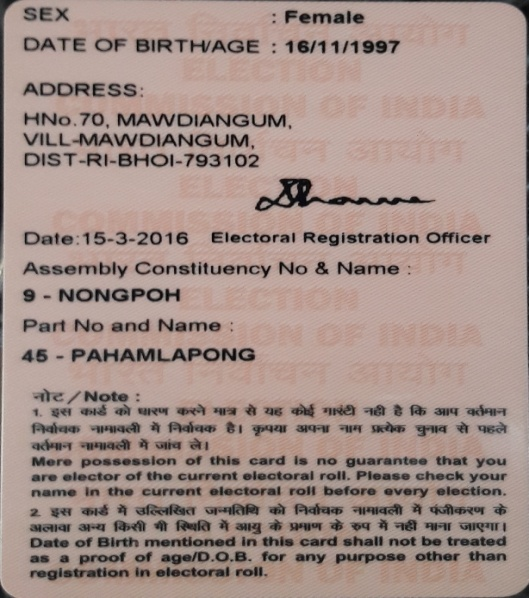 SEX : Female
DATE OF BIRTH/AGE : 16/11/1997
ADDRESS:
HNo.70, MAWDIANGUM,
VILL-MAWDIANGUM,
DIST-RI-BHOI-793102
Date:15-3-2016 Electoral Registration Officer
Assembly Constituency No & Name :
9 - NONGPOH
Part No and Name :
45 - PAHAMLAPONG
नोट / Note :
1. इस कार्ड को धारण करने मात्र से यह कोई गारंटी नही है कि आप वर्तमान
निर्वाचक नामावली में निर्वाचक है। कृपया अपना नाम प्रत्येक चुनाव से पहले
वर्तमान नामावली में जांच ले।
Mere possession of this card is no guarantee that you
are elector of the current electoral roll. Please check your
name in the current electoral roll before every election.
2. इस कार्ड में उल्लिखित जन्मतिथि को निर्वाचक नामावली में पंजीकरण के
अलावा अन्य किसी भी स्थिति में आयु के प्रमाण के रुप में नही माना जाएगा।
Date of Birth mentioned in this card shall not be treated
as a proof of age/D.O.B. for any purpose other than
registration in electoral roll.